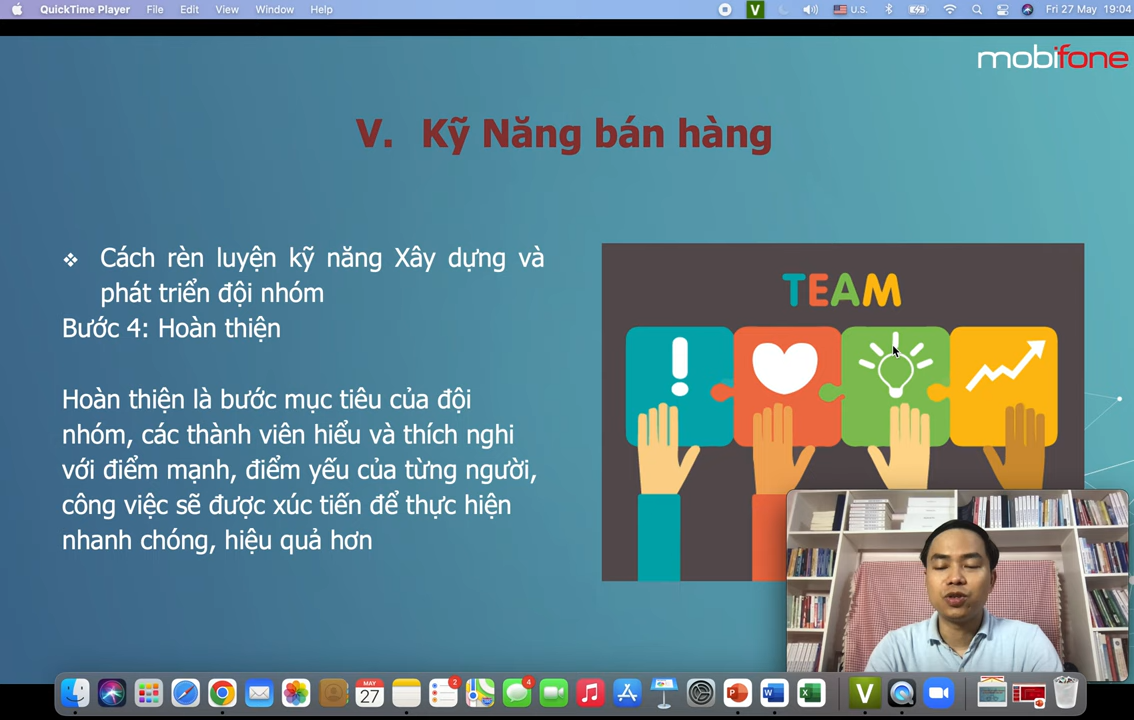 QuickTime Player File Edit View Window Help V U.S. Fri 27 May 19:04
mobifone
V. Kỹ Năng bán hàng
❖ Cách rèn luyện kỹ năng Xây dựng và
phát triển đội nhóm
Bước 4: Hoàn thiện
Hoàn thiện là bước mục tiêu của đội
nhóm, các thành viên hiểu và thích nghi
với điểm mạnh, điểm yếu của từng người,
công việc sẽ được xúc tiến để thực hiện
nhanh chóng, hiệu quả hơn
TEAM
MAY
27
2
4
P
W
X
V